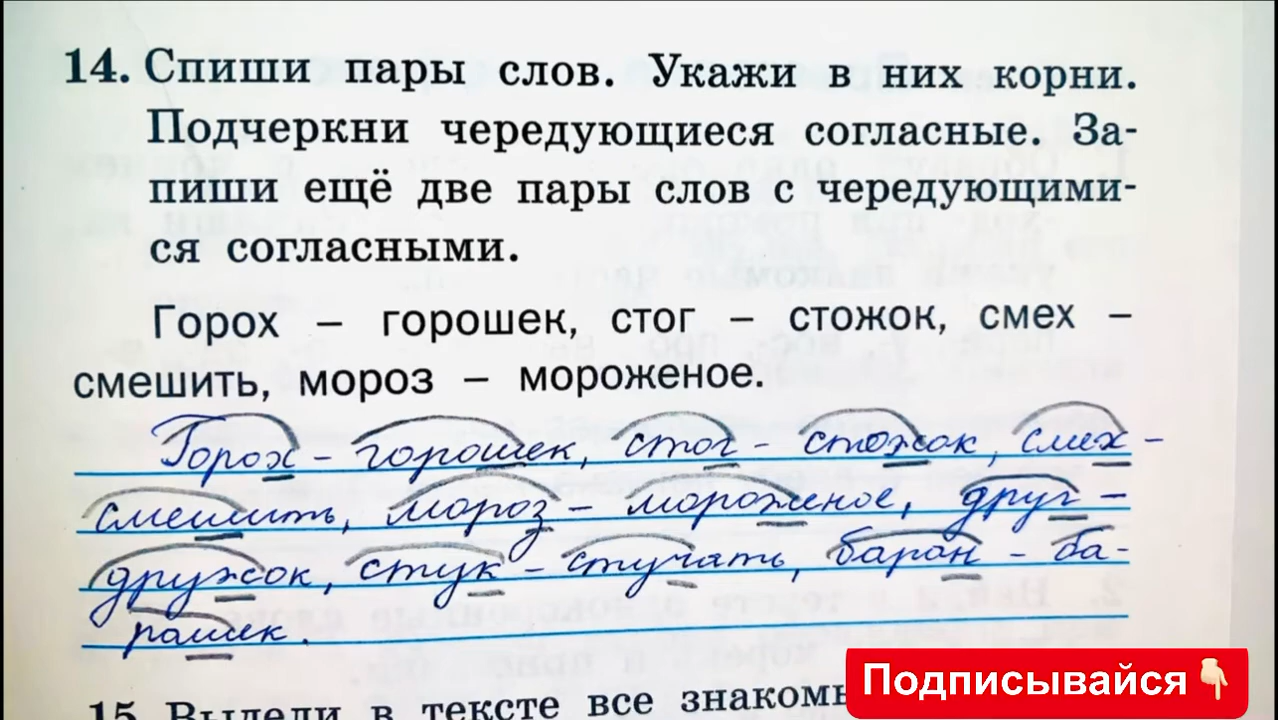 14. Спиши пары слов. Укажи в них корни.
Подчеркни чередующиеся согласные. За-
пиши ещё две пары слов с чередующими-
ся согласными.
Горох – горошек, стог – стожок, смех –
смешить, мороз – мороженое.
Горох – горошек, стог – стожок, смех –
смешить, мороз – мороженое, друг –
дружок, стук – стучать, баран – ба-
рашек.
15. Выдели в тексте все
Подписывайся